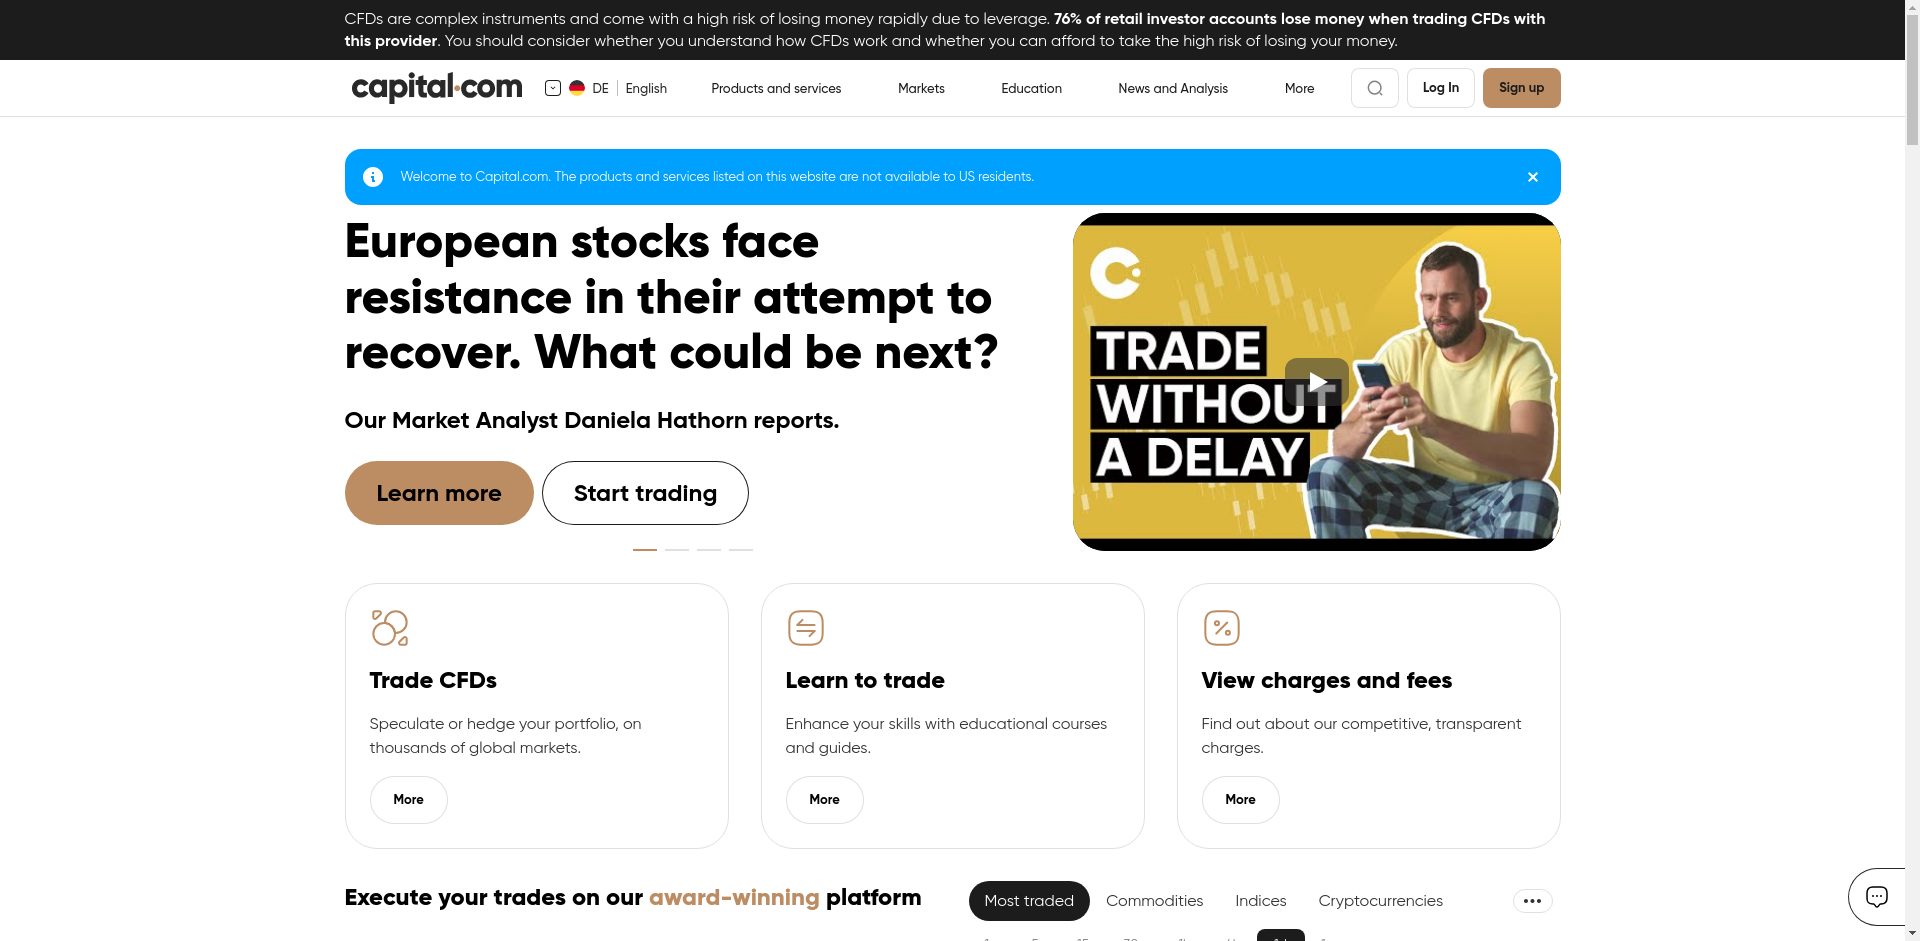 CFDs are complex instruments and come with a high risk of losing money rapidly due to leverage. 76% of retail investor accounts lose money when trading CFDs with
this provider. You should consider whether you understand how CFDs work and whether you can afford to take the high risk of losing your money.
capital.com
DE
English
Products and services
Markets
Education
News and Analysis
More
Log In
Sign up
Welcome to Capital.com. The products and services listed on this website are not available to US residents.
European stocks face
resistance in their attempt to
recover. What could be next?
Our Market Analyst Daniela Hathorn reports.
Learn more
Start trading
TRADE
WITHOUT
A DELAY
Trade CFDs
Speculate or hedge your portfolio, on
thousands of global markets.
More
Learn to trade
Enhance your skills with educational courses
and guides.
More
View charges and fees
Find out about our competitive, transparent
charges.
More
Execute your trades on our award-winning platform
Most traded
Commodities
Indices
Cryptocurrencies